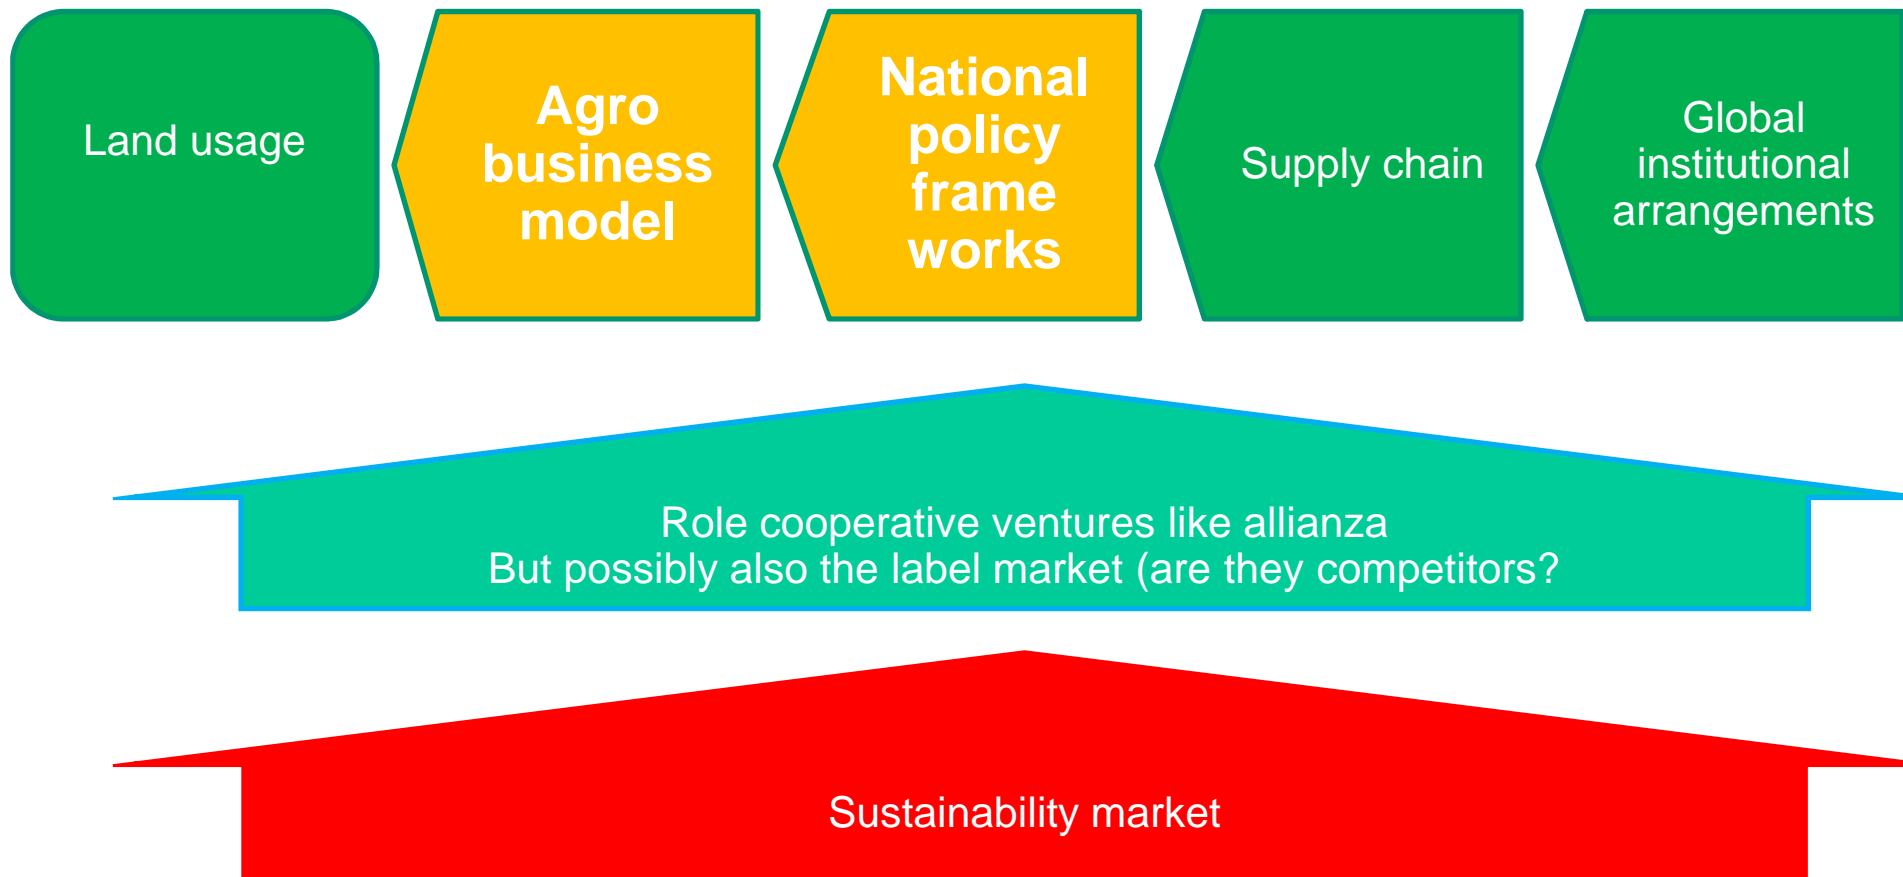 Land usage
Agro
business
model
National
policy
frame
works
Supply chain
Global
institutional
arrangements
Role cooperative ventures like allianza
But possibly also the label market (are they competitors?
Sustainability market